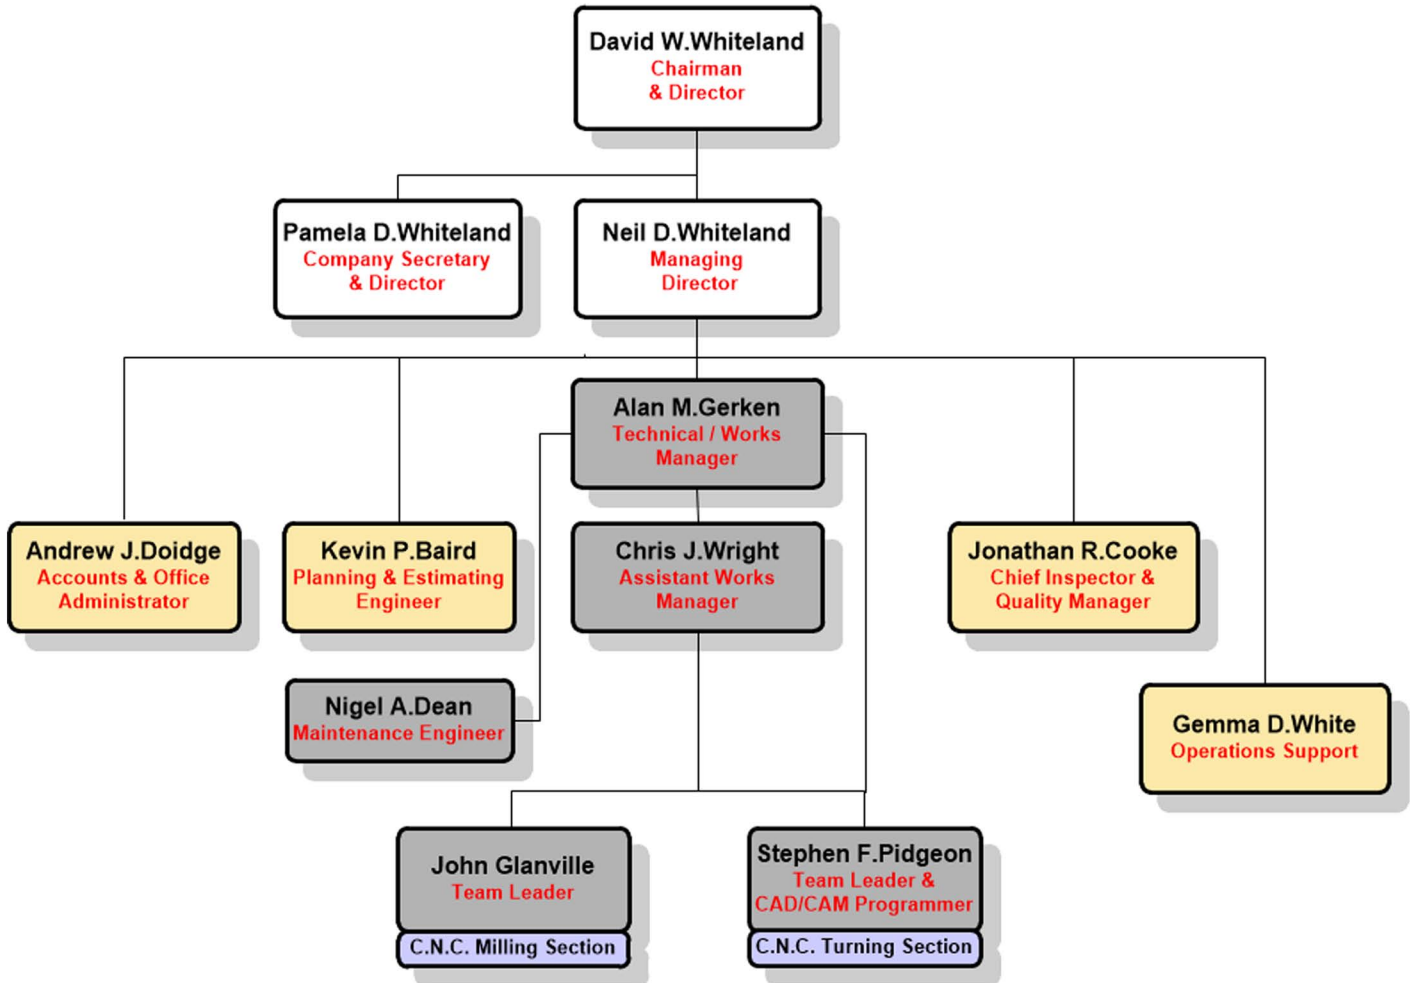 David W.Whiteland
Chairman
& Director
Pamela D.Whiteland
Company Secretary
& Director
Neil D.Whiteland
Managing
Director
Alan M.Gerken
Technical / Works
Manager
Andrew J.Doidge
Accounts & Office
Administrator
Kevin P.Baird
Planning & Estimating
Engineer
Chris J.Wright
Assistant Works
Manager
Jonathan R.Cooke
Chief Inspector &
Quality Manager
Nigel A.Dean
Maintenance Engineer
Gemma D.White
Operations Support
John Glanville
Team Leader
C.N.C. Milling Section
Stephen F.Pidgeon
Team Leader &
CAD/CAM Programmer
C.N.C. Turning Section